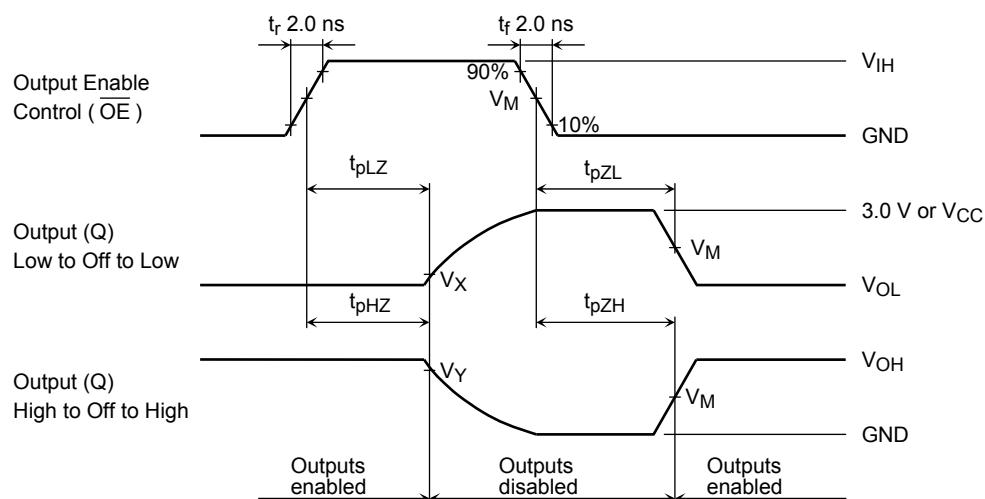 tr 2.0 ns
tf 2.0 ns
Output Enable
Control ( OE )
90%
VM
10%
VIH
GND
tpLZ
tpZL
Output (Q)
Low to Off to Low
VX
VM
3.0 V or VCC
VOL
tpHZ
tpZH
Output (Q)
High to Off to High
VY
VM
VOH
GND
Outputs
enabled
Outputs
disabled
Outputs
enabled